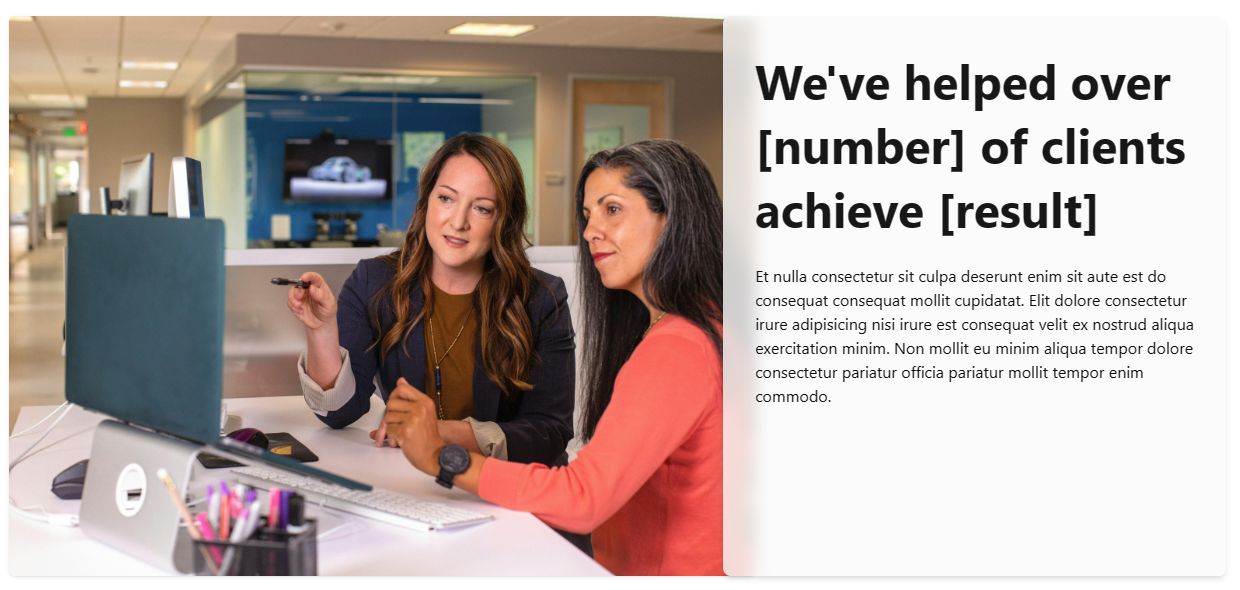 We've helped over
[number] of clients
achieve [result]
Et nulla consectetur sit culpa deserunt enim sit aute est do
consequat consequat mollit cupidatat. Elit dolore consectetur
irure adipisicing nisi irure est consequat velit ex nostrud aliqua
exercitation minim. Non mollit eu minim aliqua tempor dolore
consectetur pariatur officia pariatur mollit tempor enim
commodo.